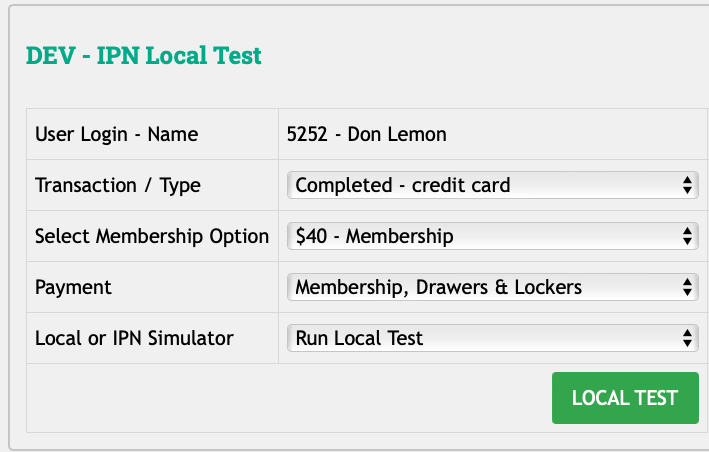 DEV - IPN Local Test
User Login - Name 5252 - Don Lemon
Transaction / Type Completed - credit card
Select Membership Option $40 - Membership
Payment Membership, Drawers & Lockers
Local or IPN Simulator Run Local Test
LOCAL TEST